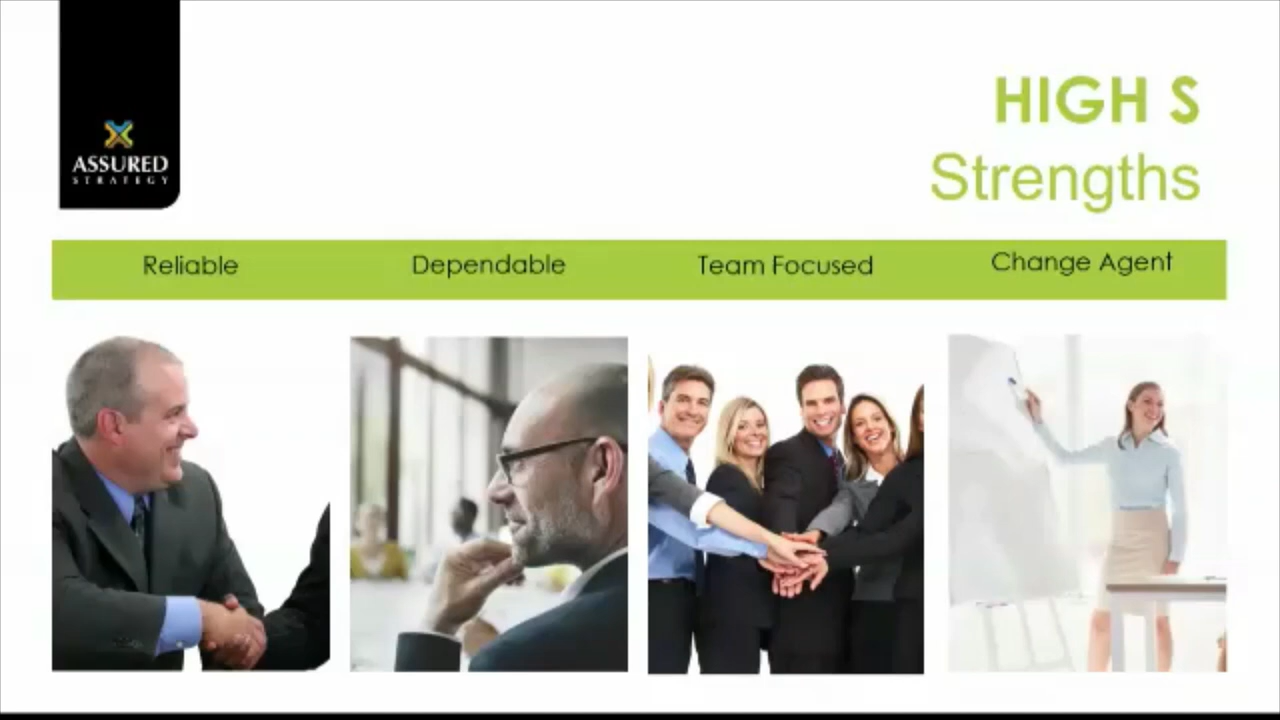 ASSURED
STRATEGY
HIGH S
Strengths
Reliable
Dependable
Team Focused
Change Agent